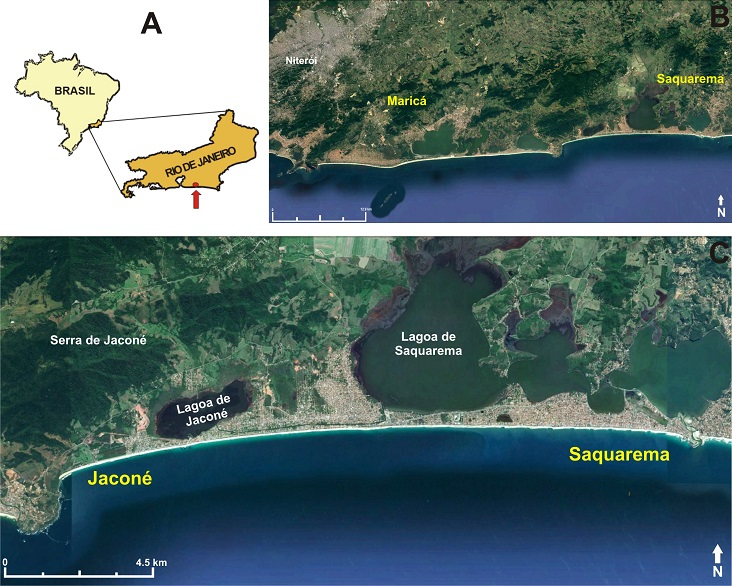 A
BRASIL
RIO DE JANEIRO
B
Niterói
Maricá
Saquarema
N
C
Serra de Jaconé
Lagoa de
Jaconé
Lagoa de
Saquarema
Jaconé
Saquarema
0
4.5 km
N